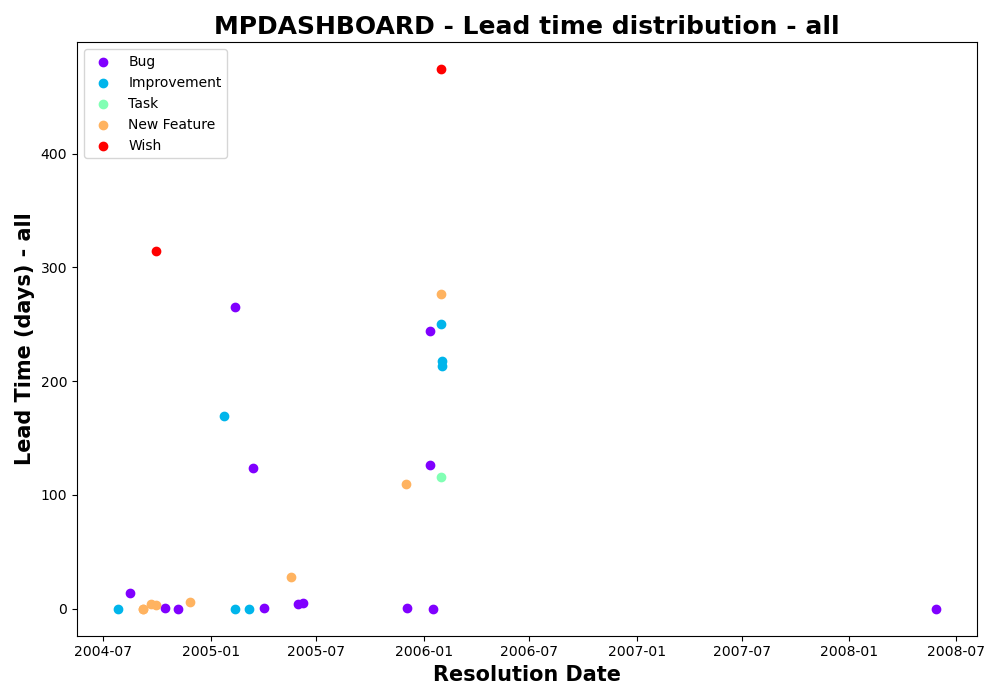 MPDASHBOARD - Lead time distribution - all
Bug
Improvement
Task
New Feature
Wish
Lead Time (days) - all
400
300
200
100
0
2004-07
2005-01
2005-07
2006-01
2006-07
2007-01
2007-07
2008-01
2008-07
Resolution Date